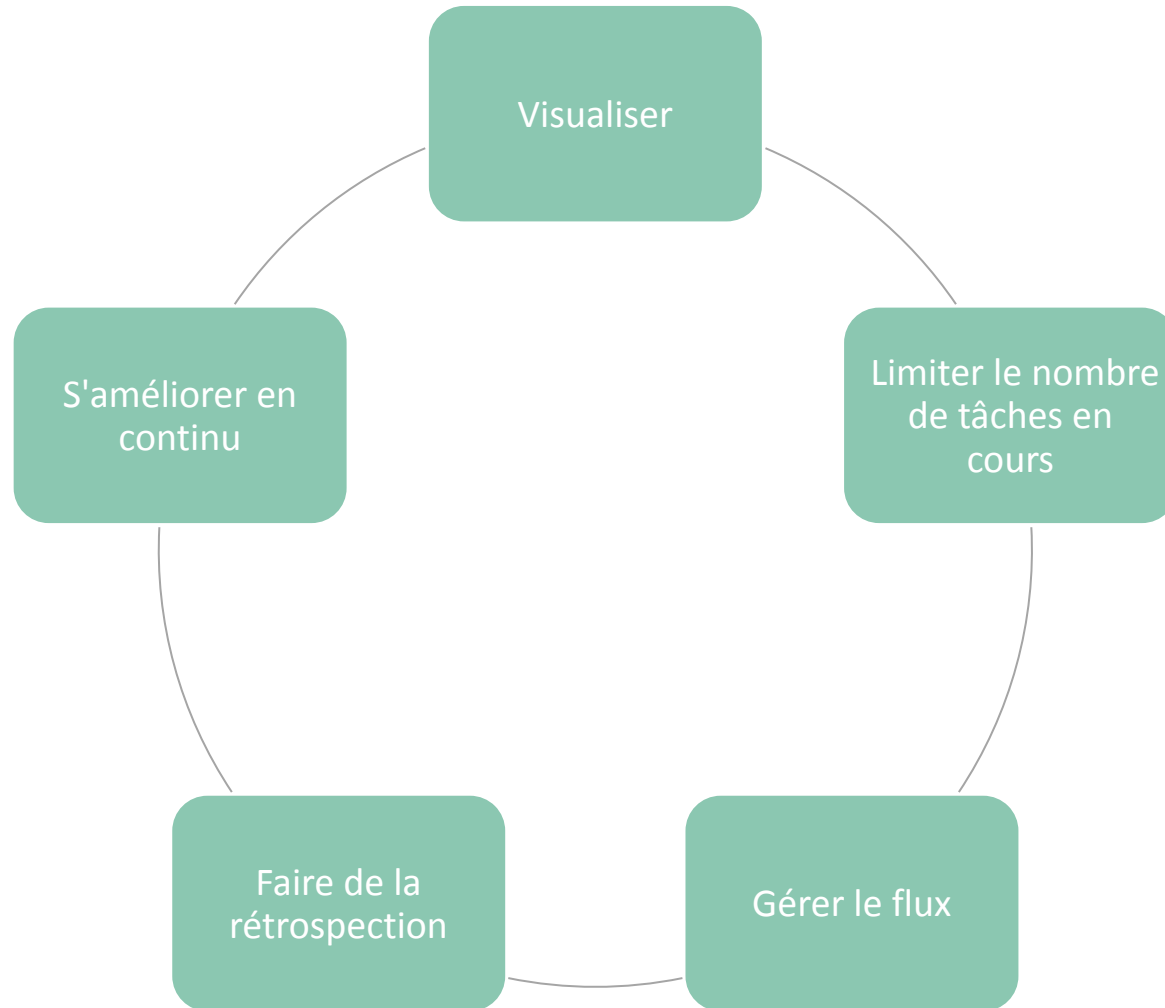 Visualiser
Limiter le nombre
de tâches en
cours
Gérer le flux
Faire de la
rétrospection
S'améliorer en
continu